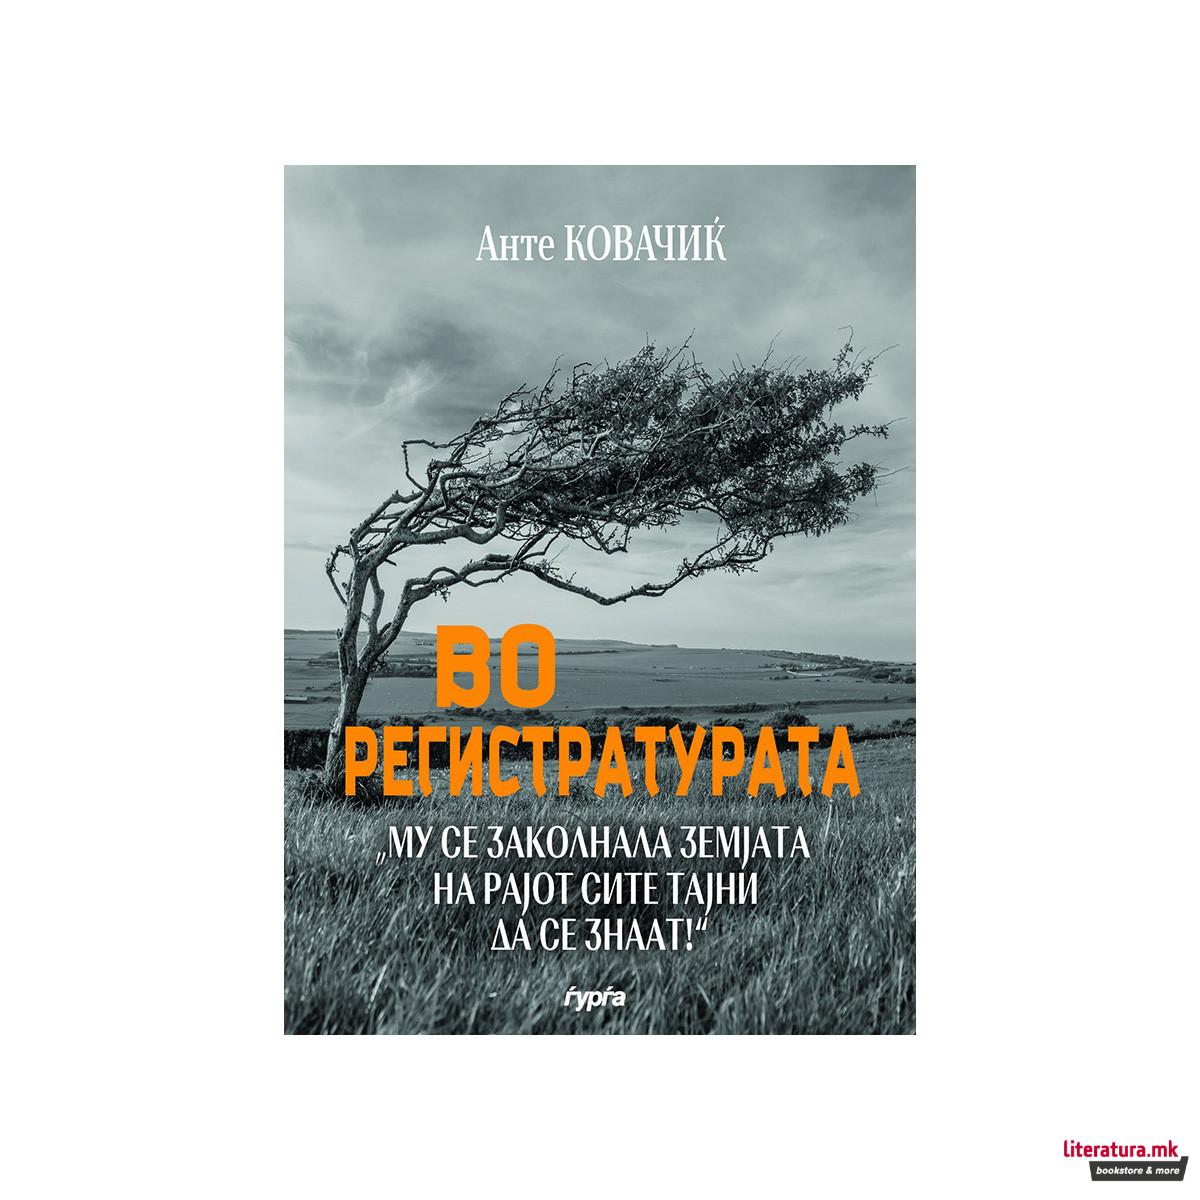 Анте КОВАЧИЌ
ВО
РЕГИСТРАТУРАТА
„МУ СЕ ЗАКОЛНАЛА ЗЕМЈАТА
НА РАЈОТ СИТЕ ТАЈНИ
ДА СЕ ЗНААТ!“
ѓурѓа
literatura.mk
bookstore & more